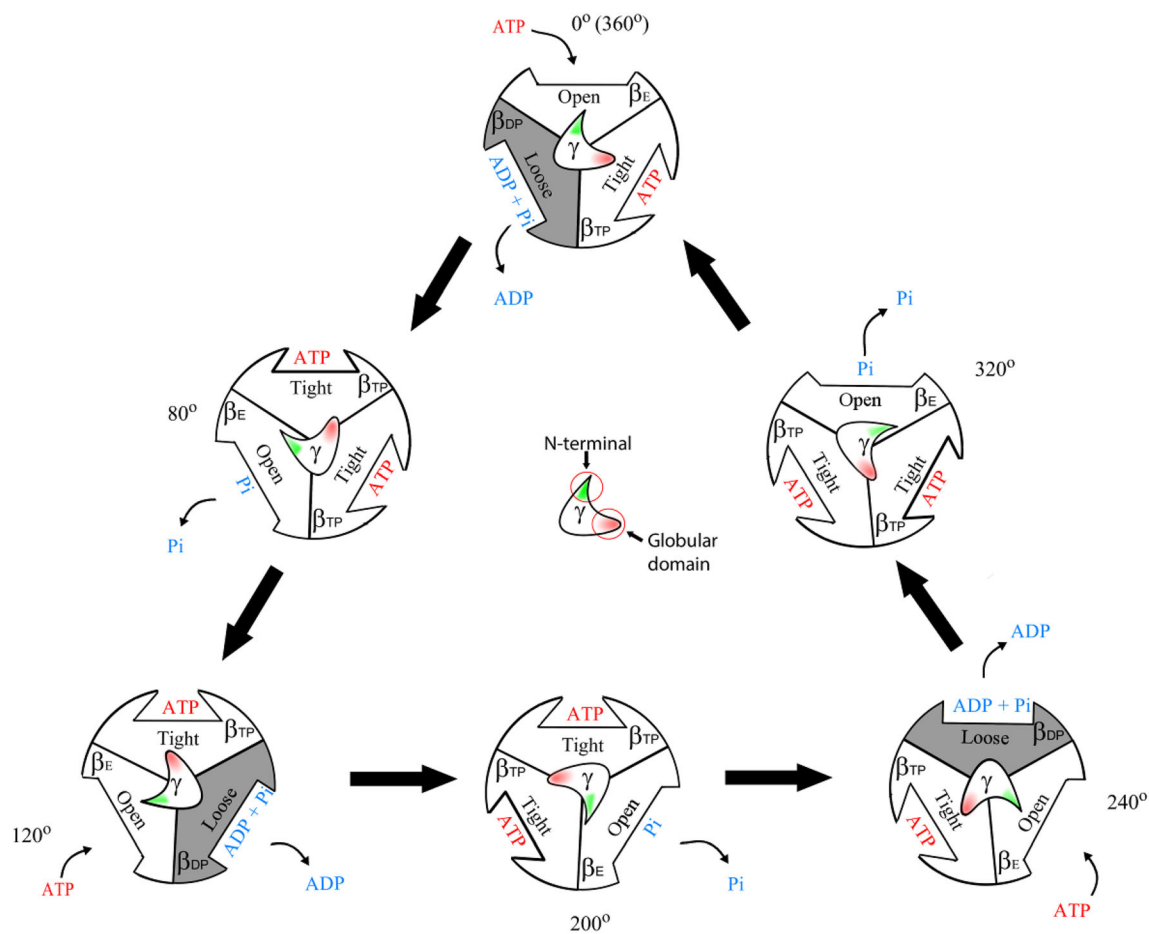 ATP
0° (360°)
Open
βE
βDP
Loose
ADP + Pi
γ
Tight
ATP
βTP
ADP
Pi
Pi
320°
Open
βE
βTP
γ
Tight
ATP
Tight
ATP
βTP
ATP
Tight
βTP
80°
βE
Open
Pi
γ
Tight
ATP
βTP
Pi
N-terminal
γ
Globular
domain
ADP
ADP + Pi
Loose
βDP
βTP
γ
Tight
ATP
Open
βE
240°
ATP
ATP
Tight
βTP
βE
γ
Open
Loose
ADP + Pi
βDP
120°
ATP
ADP
ATP
Tight
βTP
βTP
γ
Tight
ATP
Open
Pi
βE
Pi
200°